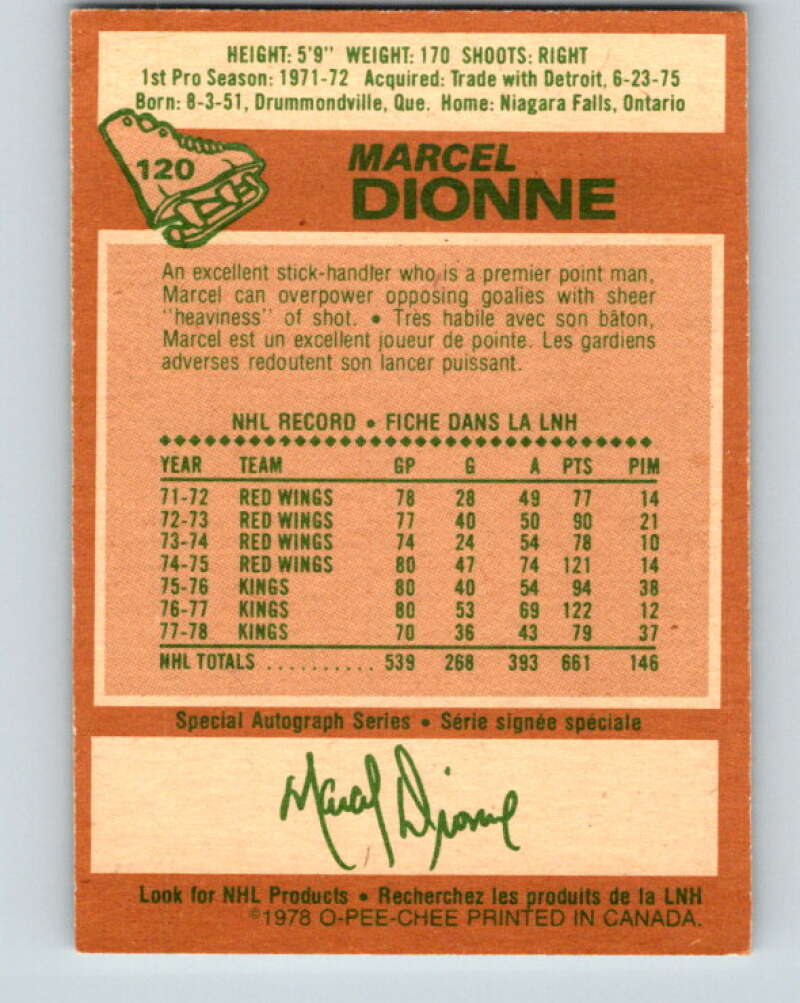 HEIGHT: 5'9" WEIGHT: 170 SHOOTS: RIGHT
1st Pro Season: 1971-72 Acquired: Trade with Detroit, 6-23-75
Born: 8-3-51, Drummondville, Que. Home: Niagara Falls, Ontario
120
MARCEL
DIONNE
An excellent stick-handler who is a premier point man,
Marcel can overpower opposing goalies with sheer
"heaviness" of shot. • Très habile avec son bâton,
Marcel est un excellent joueur de pointe. Les gardiens
adverses redoutent son lancer puissant.
NHL RECORD • FICHE DANS LA LNH
YEAR TEAM GP G A PTS PIM
71-72 RED WINGS 78 28 49 77 14
72-73 RED WINGS 77 40 50 90 21
73-74 RED WINGS 74 24 54 78 10
74-75 RED WINGS 80 47 74 121 14
75-76 KINGS 80 40 54 94 38
76-77 KINGS 80 53 69 122 12
77-78 KINGS 70 36 43 79 37
NHL TOTALS .......... 539 268 393 661 146
Special Autograph Series • Série signée spéciale
Marcel Dionne
Look for NHL Products • Recherchez les produits de la LNH
©1978 O-PEE-CHEE PRINTED IN CANADA.